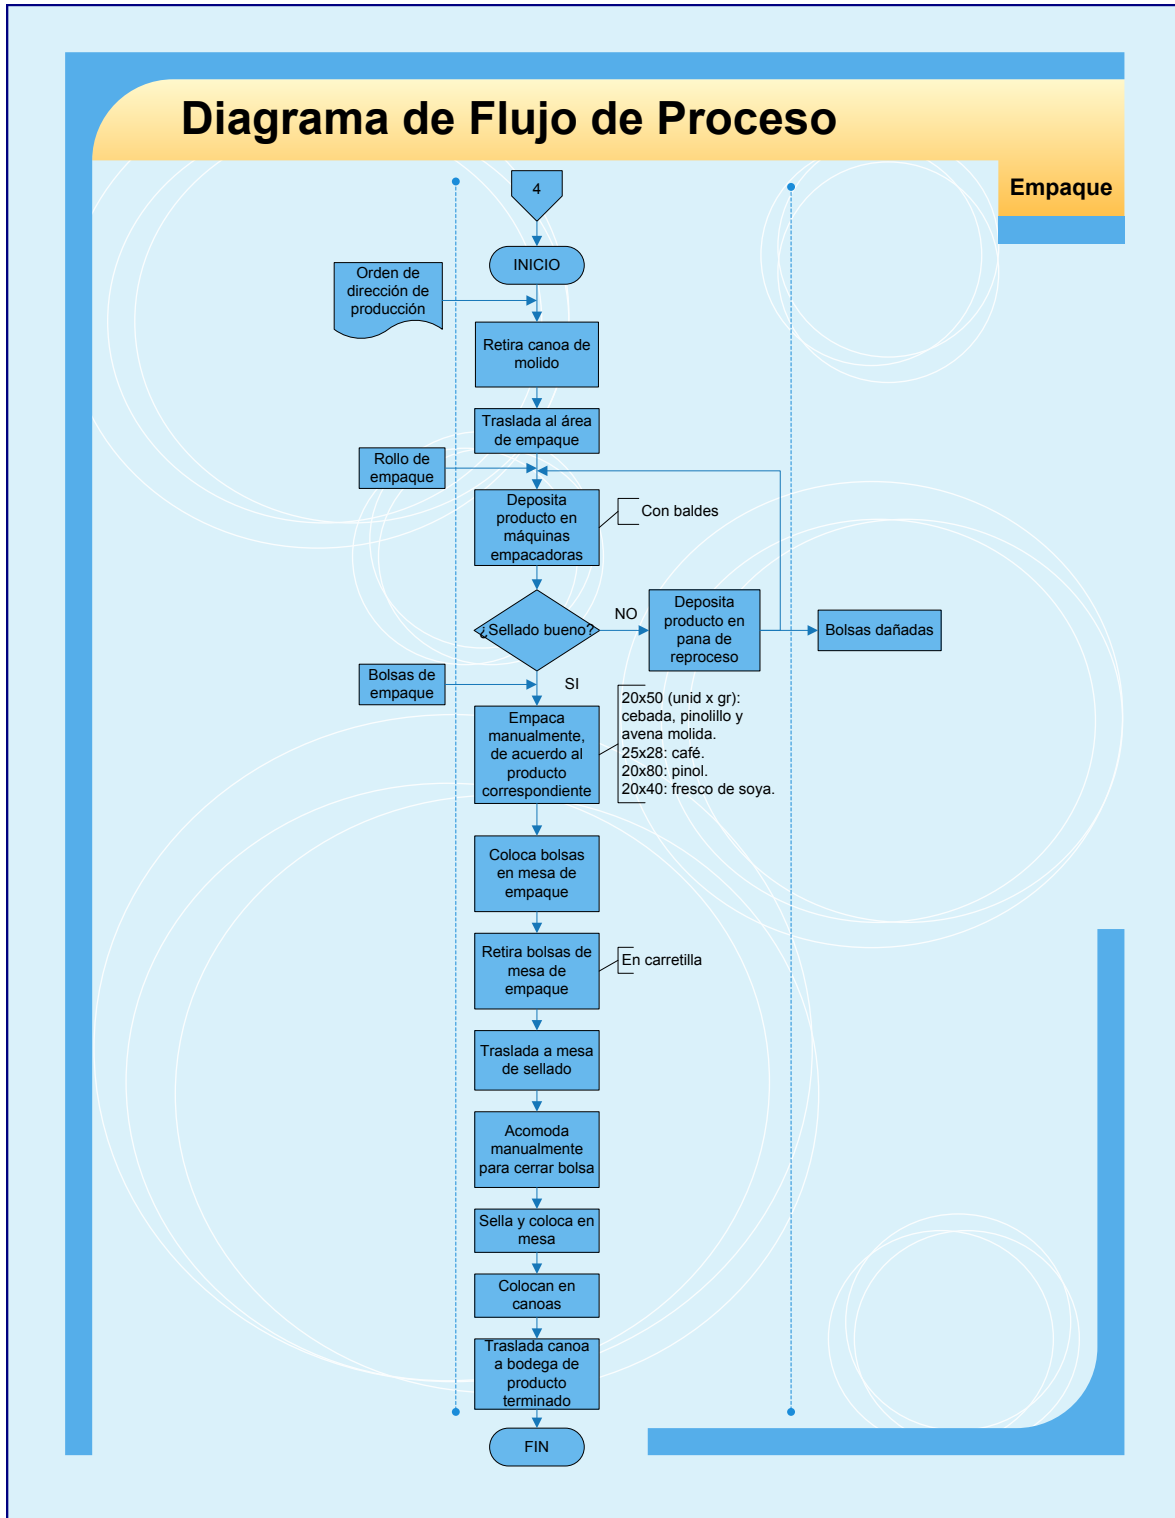 Diagrama de Flujo de Proceso
Empaque
4
INICIO
Orden de
dirección de
producción
Retira canoa de
molido
Traslada al área
de empaque
Rollo de
empaque
Deposita
producto en
máquinas
empacadoras
Con baldes
¿Sellado bueno?
NO
Deposita
producto en
pana de
reproceso
Bolsas dañadas
Bolsas de
empaque
SI
Empaca
manualmente,
de acuerdo al
producto
correspondiente
20x50 (unid x gr):
cebada, pinolillo y
avena molida.
25x28: café.
20x80: pinol.
20x40: fresco de soya.
Coloca bolsas
en mesa de
empaque
Retira bolsas de
mesa de
empaque
En carretilla
Traslada a mesa
de sellado
Acomoda
manualmente
para cerrar bolsa
Sella y coloca en
mesa
Colocan en
canoas
Traslada canoa
a bodega de
producto
terminado
FIN